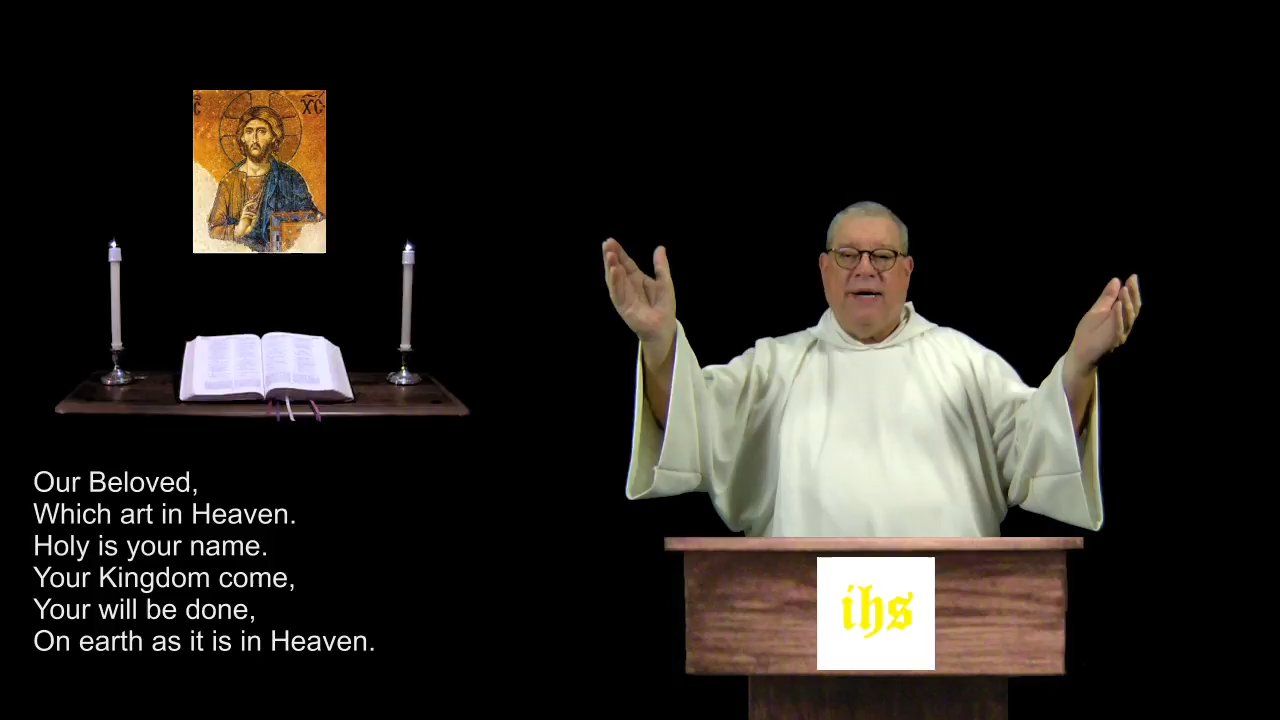 C
XC
Our Beloved,
Which art in Heaven.
Holy is your name.
Your Kingdom come,
Your will be done,
On earth as it is in Heaven.
ihs